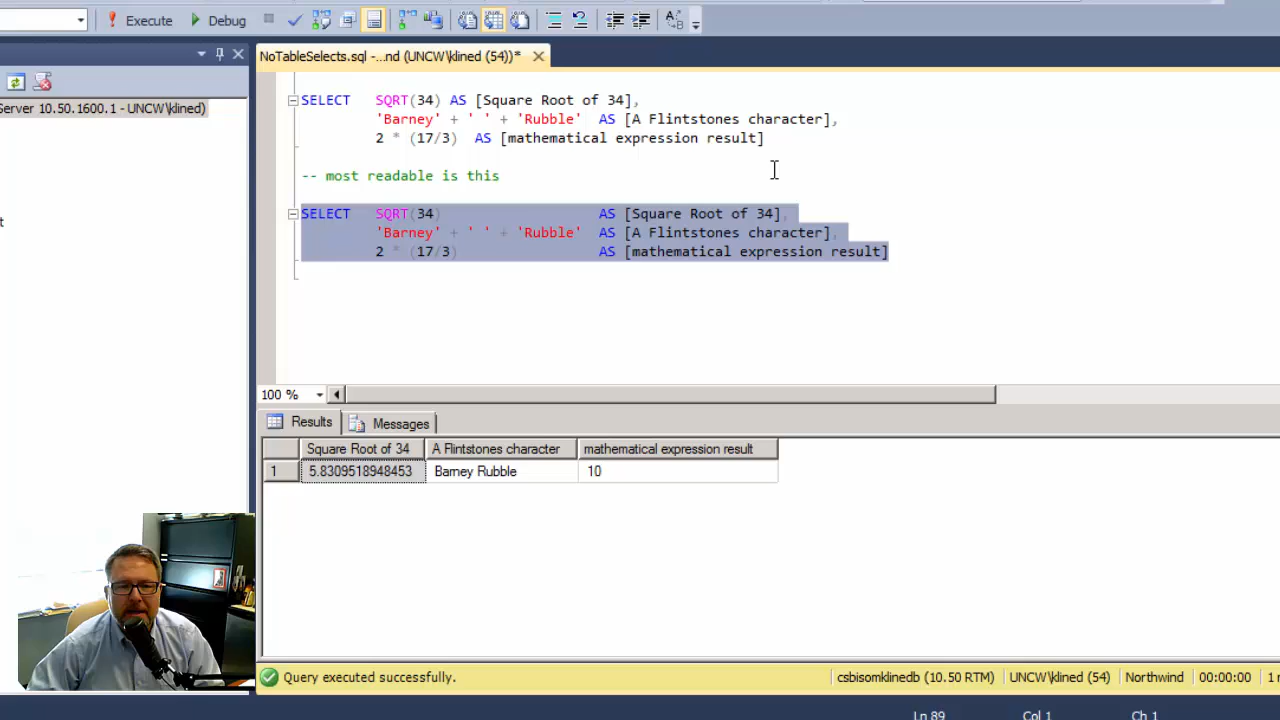 Execute Debug
NoTableSelects.sql -...nd (UNCW\klined (54))*
Server 10.50.1600.1 - UNCW\klined)
SELECT SQRT(34) AS [Square Root of 34],
'Barney' + ' ' + 'Rubble' AS [A Flintstones character],
2 * (17/3) AS [mathematical expression result]
-- most readable is this
SELECT SQRT(34) AS [Square Root of 34],
'Barney' + ' ' + 'Rubble' AS [A Flintstones character],
2 * (17/3) AS [mathematical expression result]
100 %
Results Messages
Square Root of 34 A Flintstones character mathematical expression result
1 5.8309518948453 Barney Rubble 10
Query executed successfully. csbisomklinedb (10.50 RTM) UNCW\klined (54) Northwind 00:00:00 1
Ln 89 Col 1 Ch 1